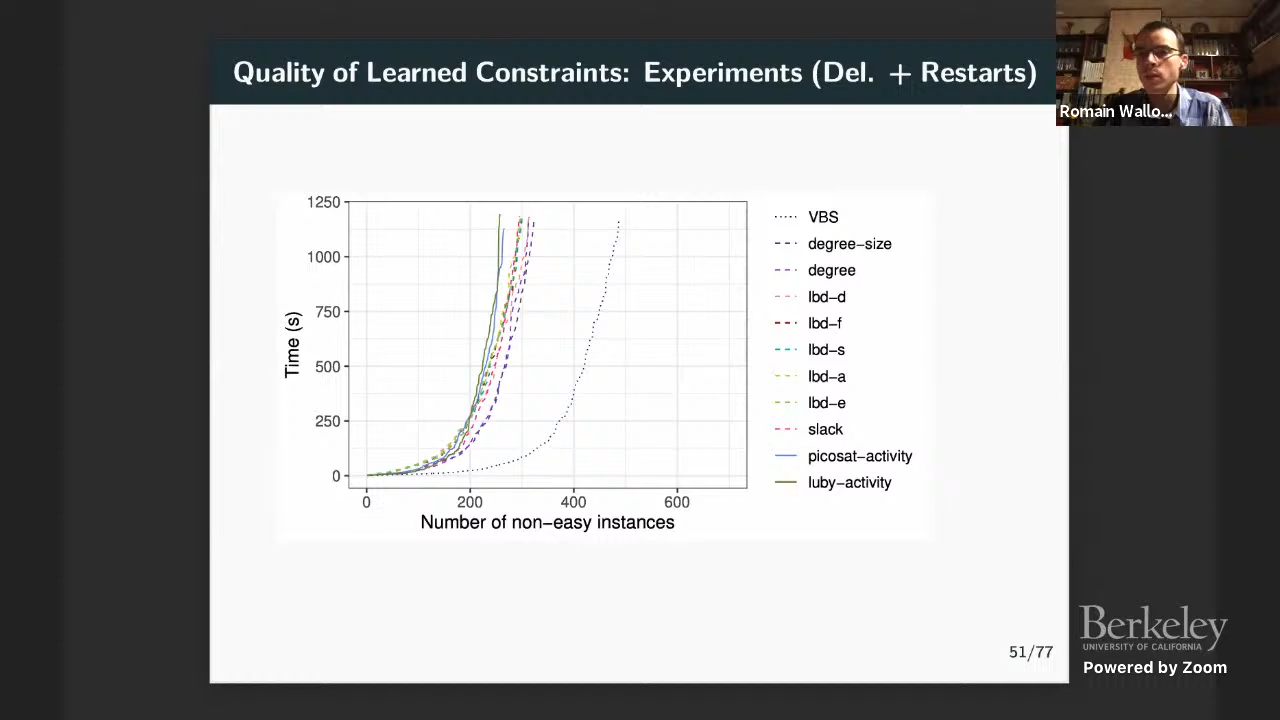 Quality of Learned Constraints: Experiments (Del. + Restarts)
Romain Wallo...
1250
1000
750
500
250
0
Time (s)
0 200 400 600
Number of non−easy instances
VBS
degree−size
degree
lbd−d
lbd−f
lbd−s
lbd−a
lbd−e
slack
picosat−activity
luby−activity
51/77
Berkeley
UNIVERSITY OF CALIFORNIA
Powered by Zoom